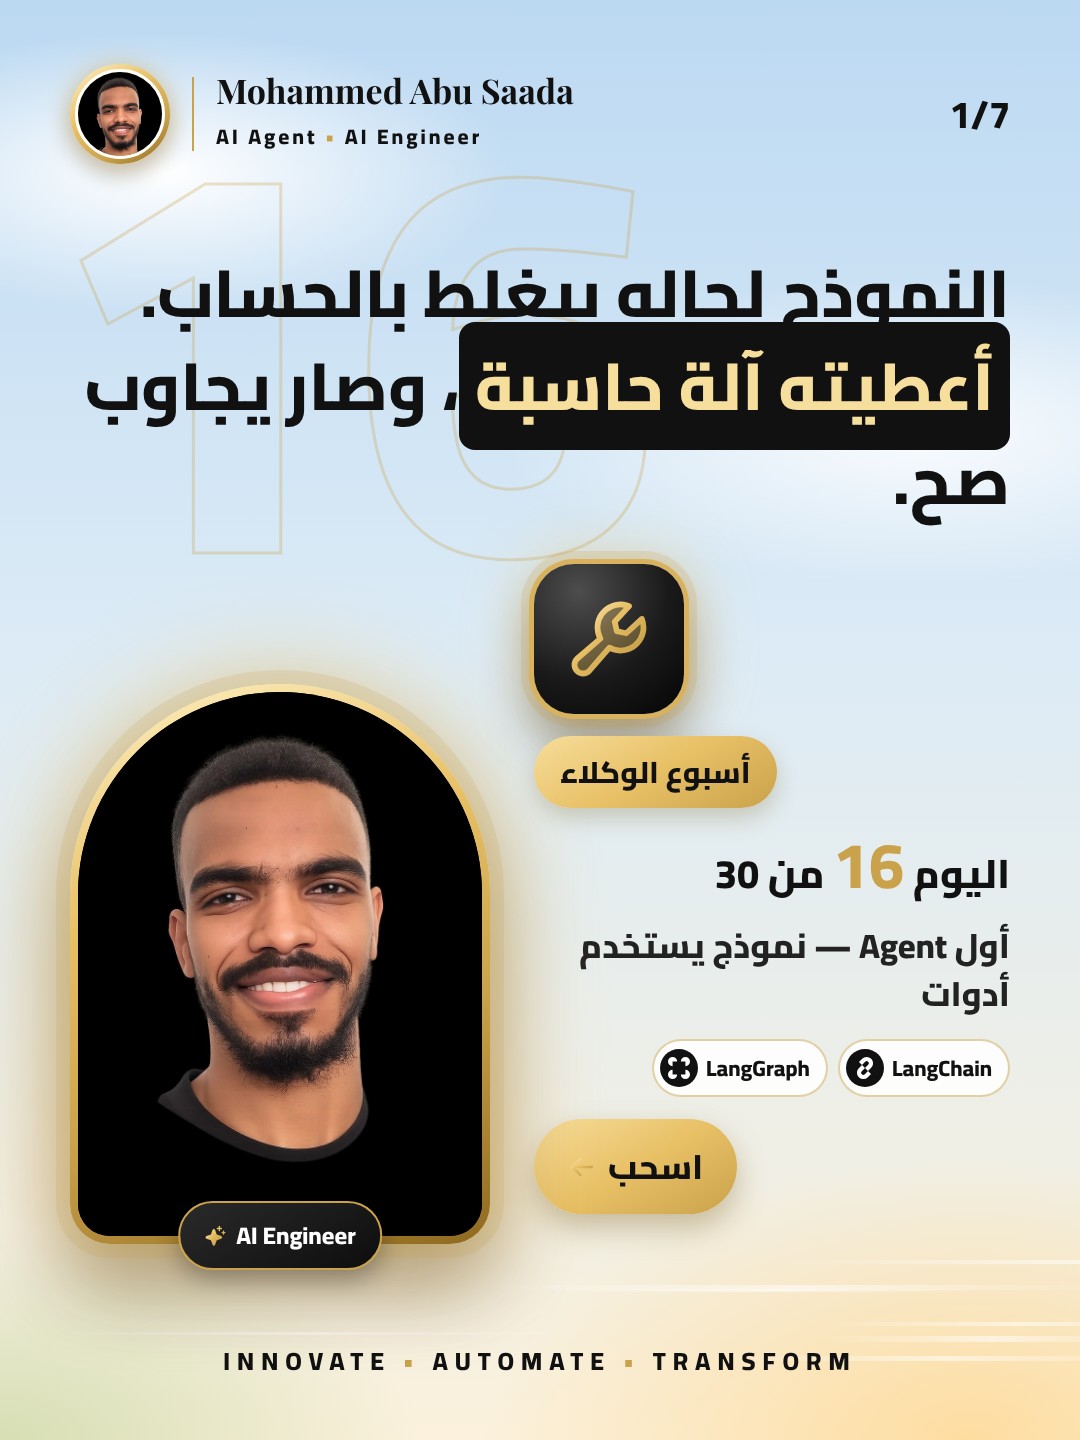 Mohammed Abu Saada
AI Agent ▪ AI Engineer
1/7
16
النموذج لحاله بيغلط بالحساب.
أعطيته آلة حاسبة، وصار يجاوب
صح.
أسبوع الوكلاء
اليوم 16 من 30
أول Agent — نموذج يستخدم
أدوات
LangChain
LangGraph
اسحب ←
AI Engineer
INNOVATE ▪ AUTOMATE ▪ TRANSFORM